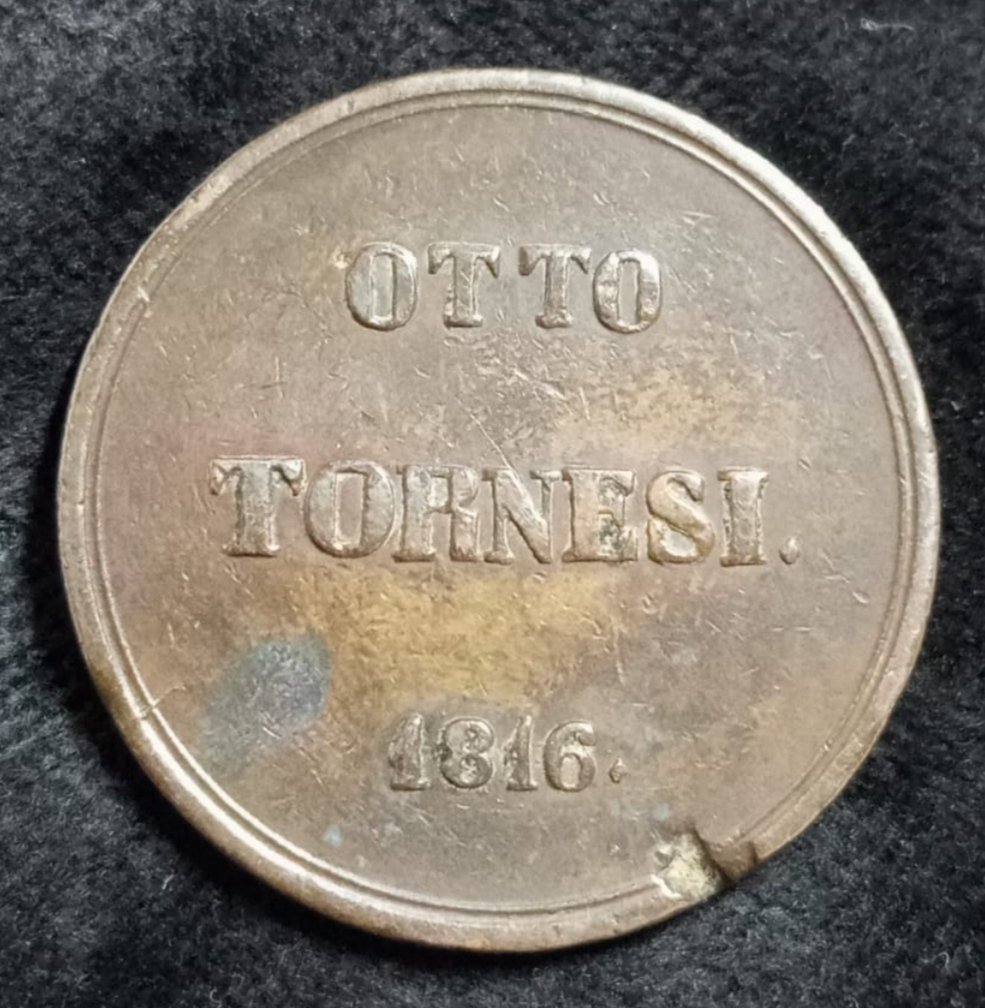 OTTO
TORNESI.
1816.